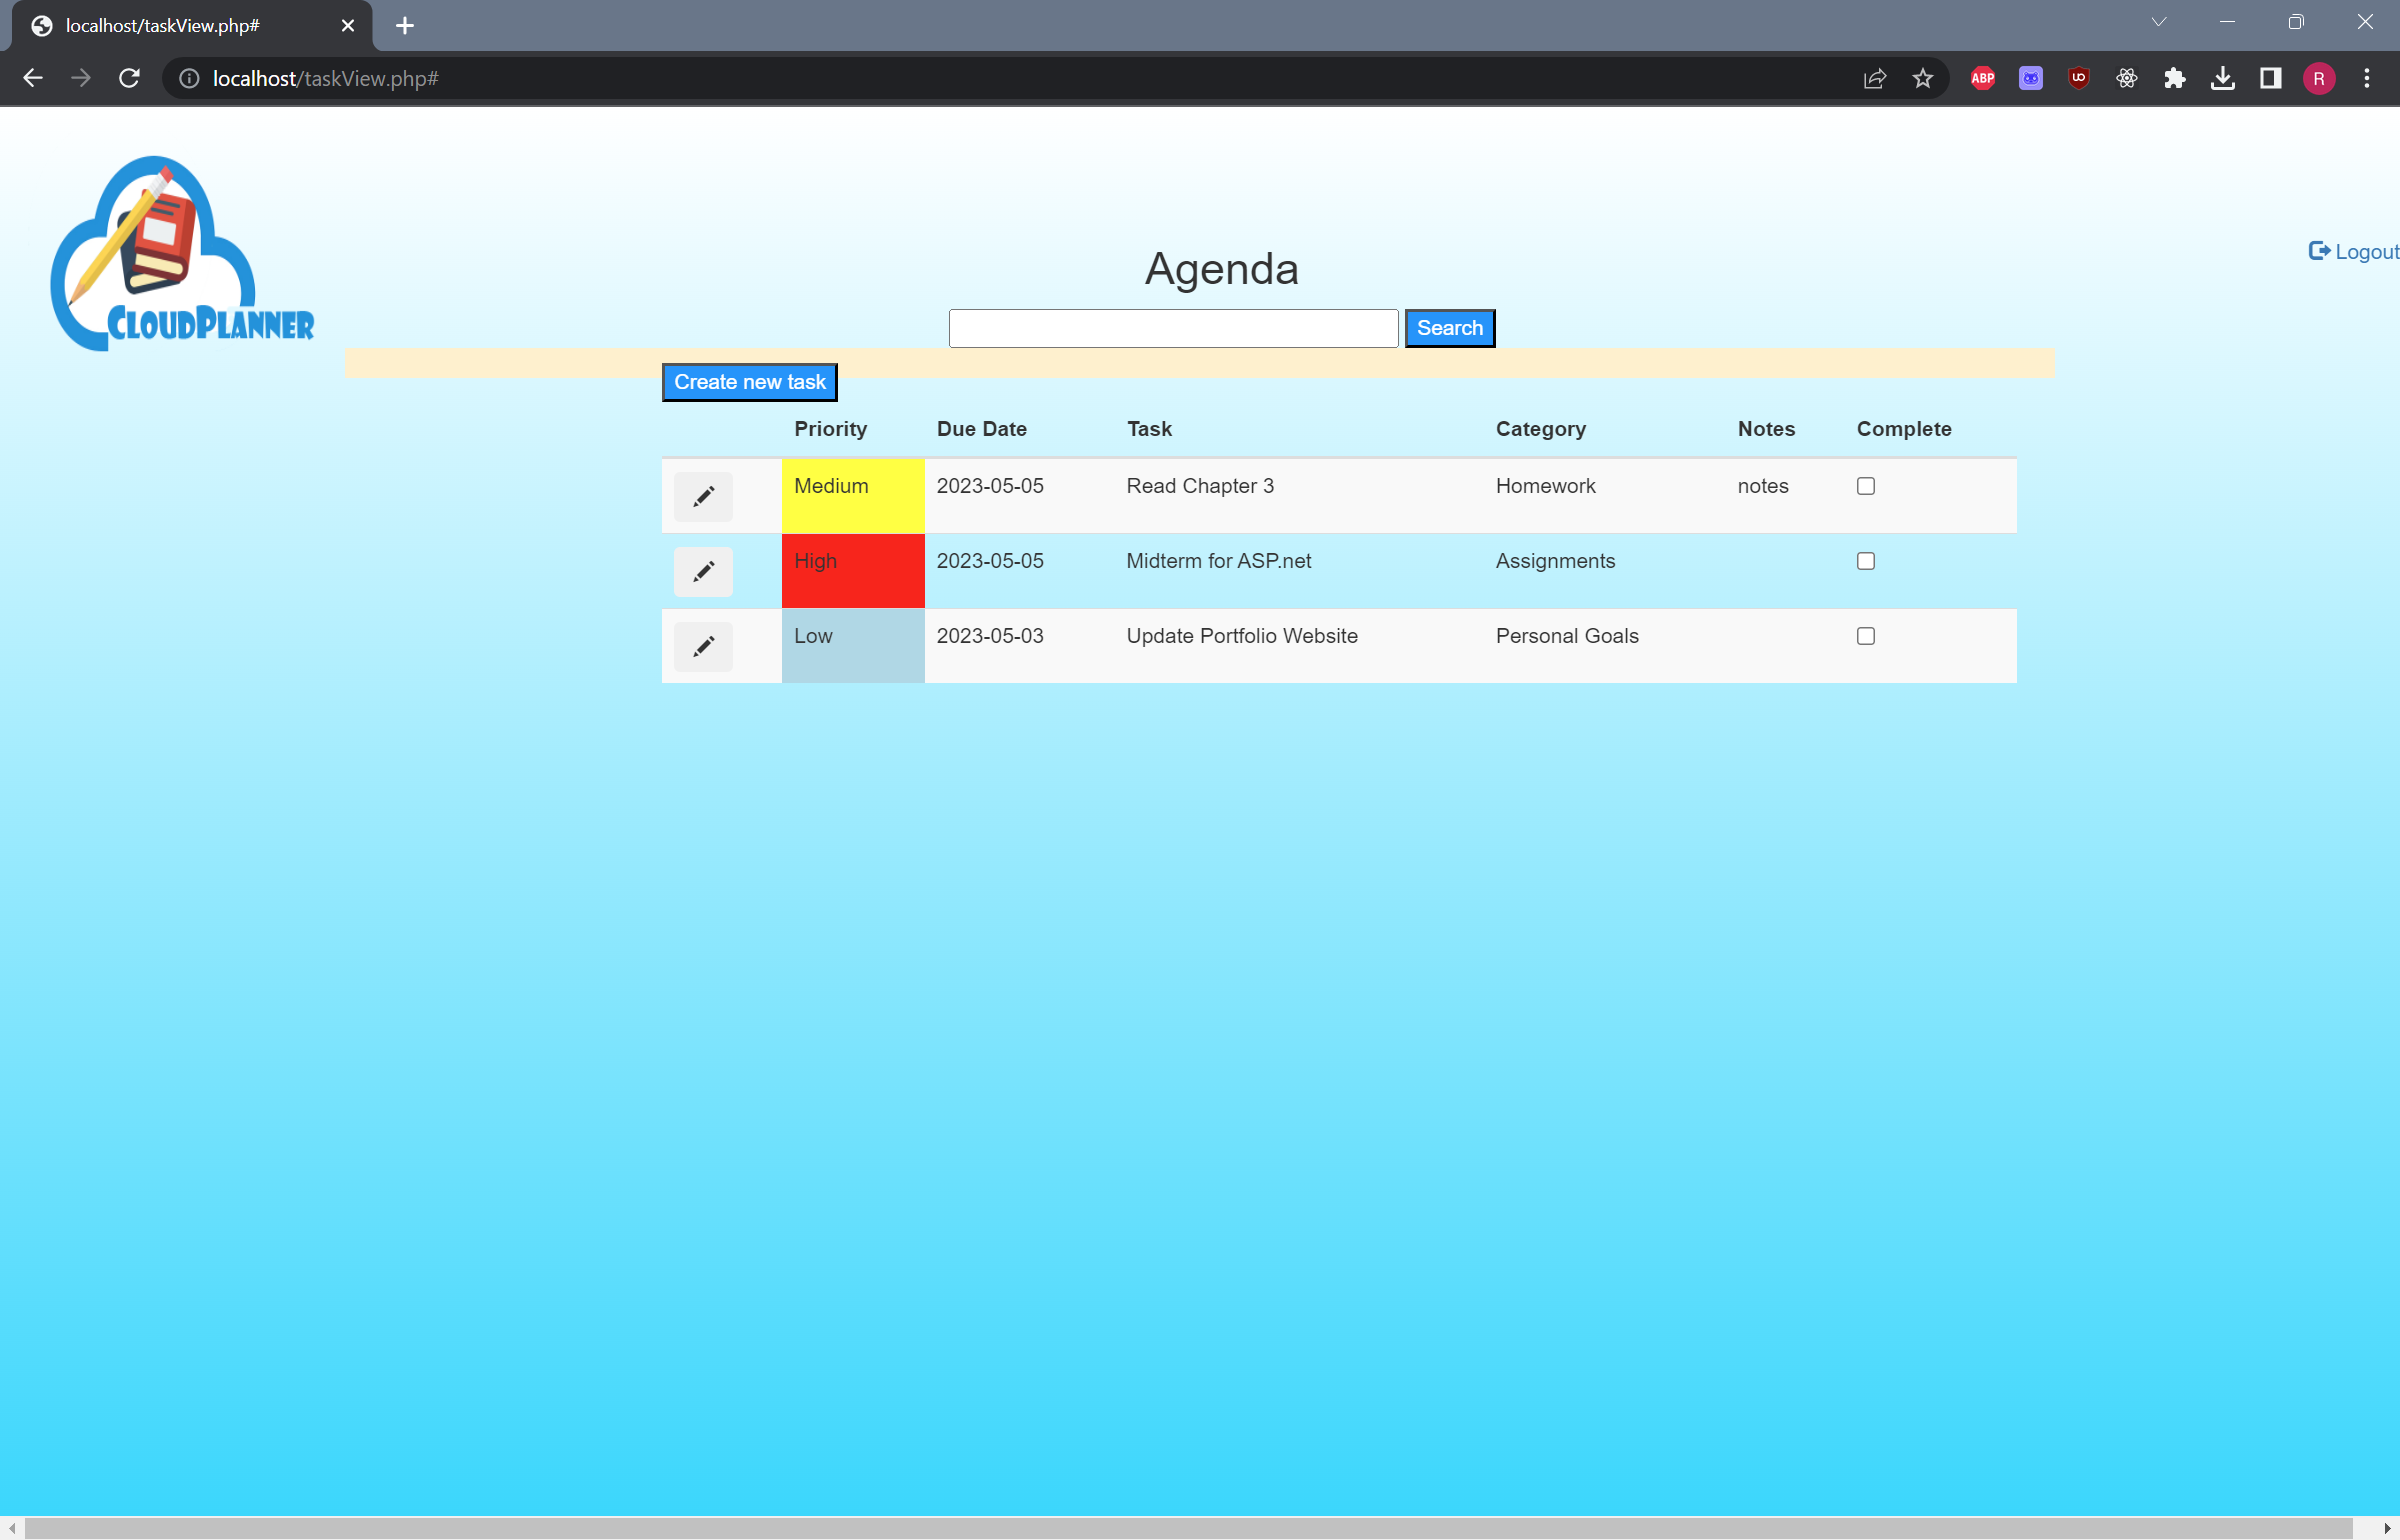 localhost/taskView.php#
localhost/taskView.php#
ABP
UO
R
CLOUDPLANNER
Agenda
Logout
Search
Create new task
Priority Due Date Task Category Notes Complete
Medium 2023-05-05 Read Chapter 3 Homework notes
High 2023-05-05 Midterm for ASP.net Assignments
Low 2023-05-03 Update Portfolio Website Personal Goals